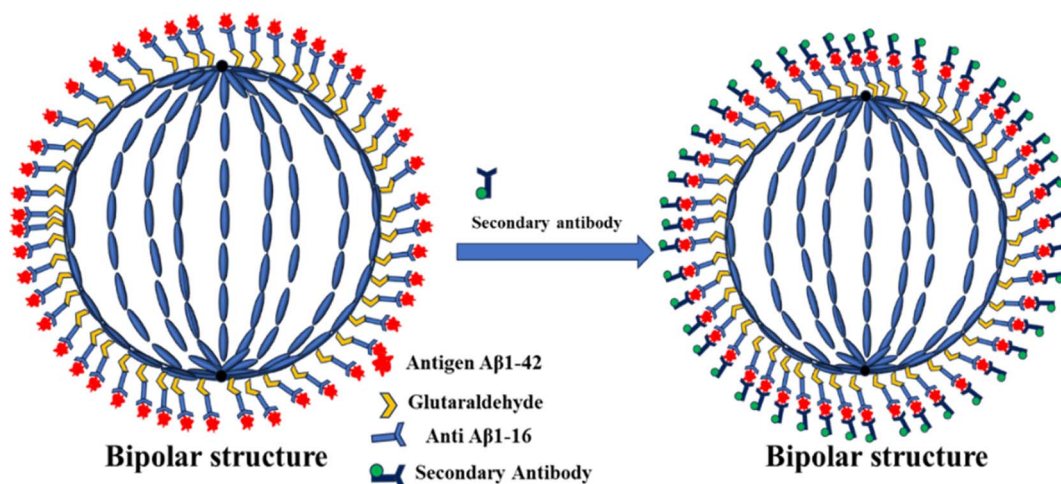 Secondary antibody
Antigen Aβ1-42
Glutaraldehyde
Anti Aβ1-16
Secondary Antibody
Bipolar structure
Bipolar structure